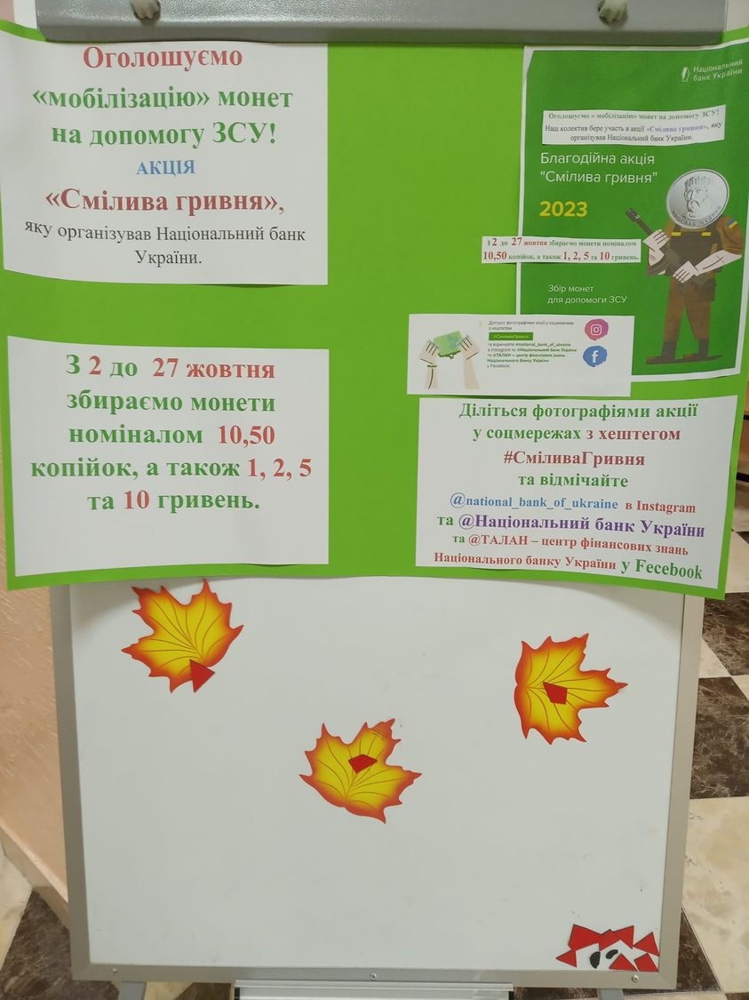 Оголошуємо
«мобілізацію» монет
на допомогу ЗСУ!
АКЦІЯ
«Смілива гривня»,
яку організував Національний банк
України.
З 2 до 27 жовтня
збираємо монети
номіналом 10,50
копійок, а також 1, 2, 5
та 10 гривень.
Національний
банк України
Оголошуємо « мобілізацію» монет на допомогу ЗСУ!
Наш колектив бере участь в акції «Смілива гривня», яку
організував Національний банк України.
Благодійна акція
"Смілива гривня"
2023
З 2 до 27 жовтня збираємо монети номіналом
10,50 копійок, а також 1, 2, 5 та 10 гривень.
Збір монет
для допомоги ЗСУ
Діліться фотографіями акції у соцмережах
з хештегом
#СміливаГривня
та відмічайте @national_bank_of_ukraine
в Instagram та @Національний банк України
та @ТАЛАН – центр фінансових знань
Національного банку України
у Facebook
Діліться фотографіями акції
у соцмережах з хештегом
#СміливаГривня
та відмічайте
@national_bank_of_ukraine в Instagram
та @Національний банк України
та @ТАЛАН – центр фінансових знань
Національного банку України у Fecebook